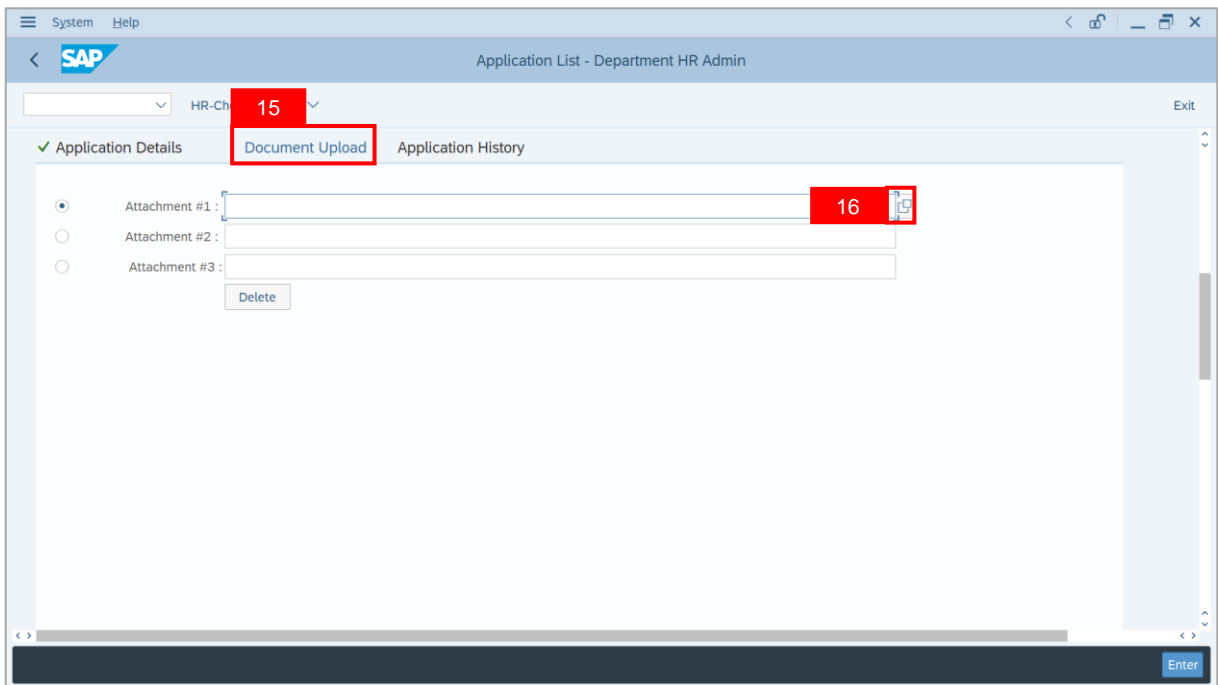 System Help
SAP Application List - Department HR Admin
HR-Ch 15 Exit
Application Details Document Upload Application History
Attachment #1 : 16
Attachment #2 :
Attachment #3 :
Delete
Enter